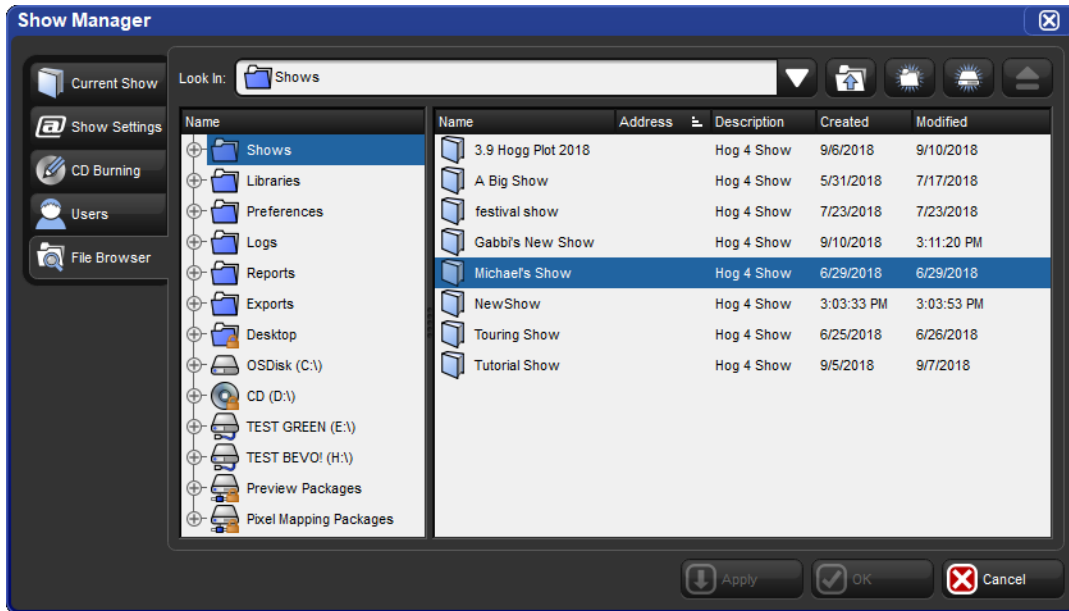 Show Manager
Current Show
Show Settings
CD Burning
Users
File Browser
Look In: Shows
Name
Shows
Libraries
Preferences
Logs
Reports
Exports
Desktop
OSDisk (C:\)
CD (D:\)
TEST GREEN (E:\)
TEST BEVO! (H:\)
Preview Packages
Pixel Mapping Packages
Name Address Description Created Modified
3.9 Hogg Plot 2018 Hog 4 Show 9/6/2018 9/10/2018
A Big Show Hog 4 Show 5/31/2018 7/17/2018
festival show Hog 4 Show 7/23/2018 7/23/2018
Gabbi's New Show Hog 4 Show 9/10/2018 3:11:20 PM
Michael's Show Hog 4 Show 6/29/2018 6/29/2018
NewShow Hog 4 Show 3:03:33 PM 3:03:53 PM
Touring Show Hog 4 Show 6/25/2018 6/26/2018
Tutorial Show Hog 4 Show 9/5/2018 9/7/2018
Apply OK Cancel